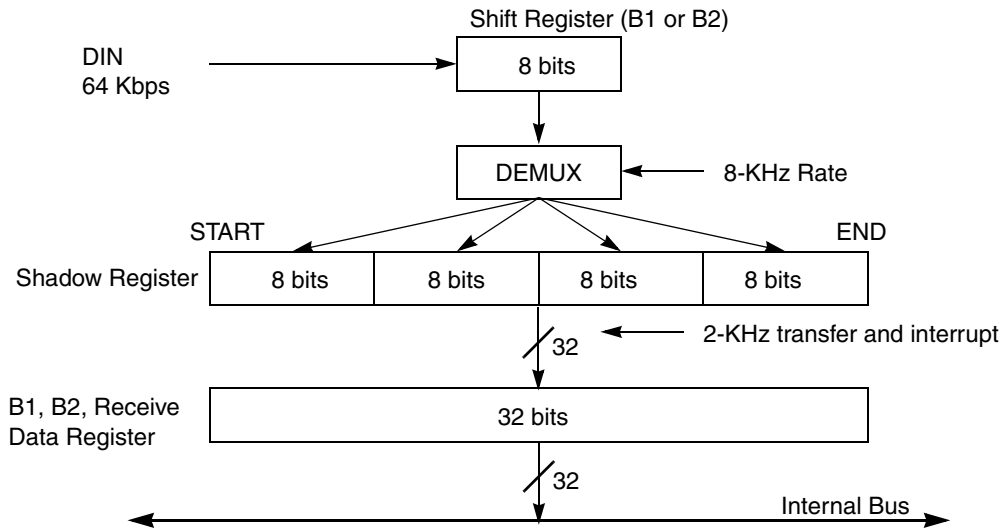 Shift Register (B1 or B2)
DIN
64 Kbps
8 bits
DEMUX
8-KHz Rate
START
END
Shadow Register
8 bits
8 bits
8 bits
8 bits
32
2-KHz transfer and interrupt
B1, B2, Receive
Data Register
32 bits
32
Internal Bus